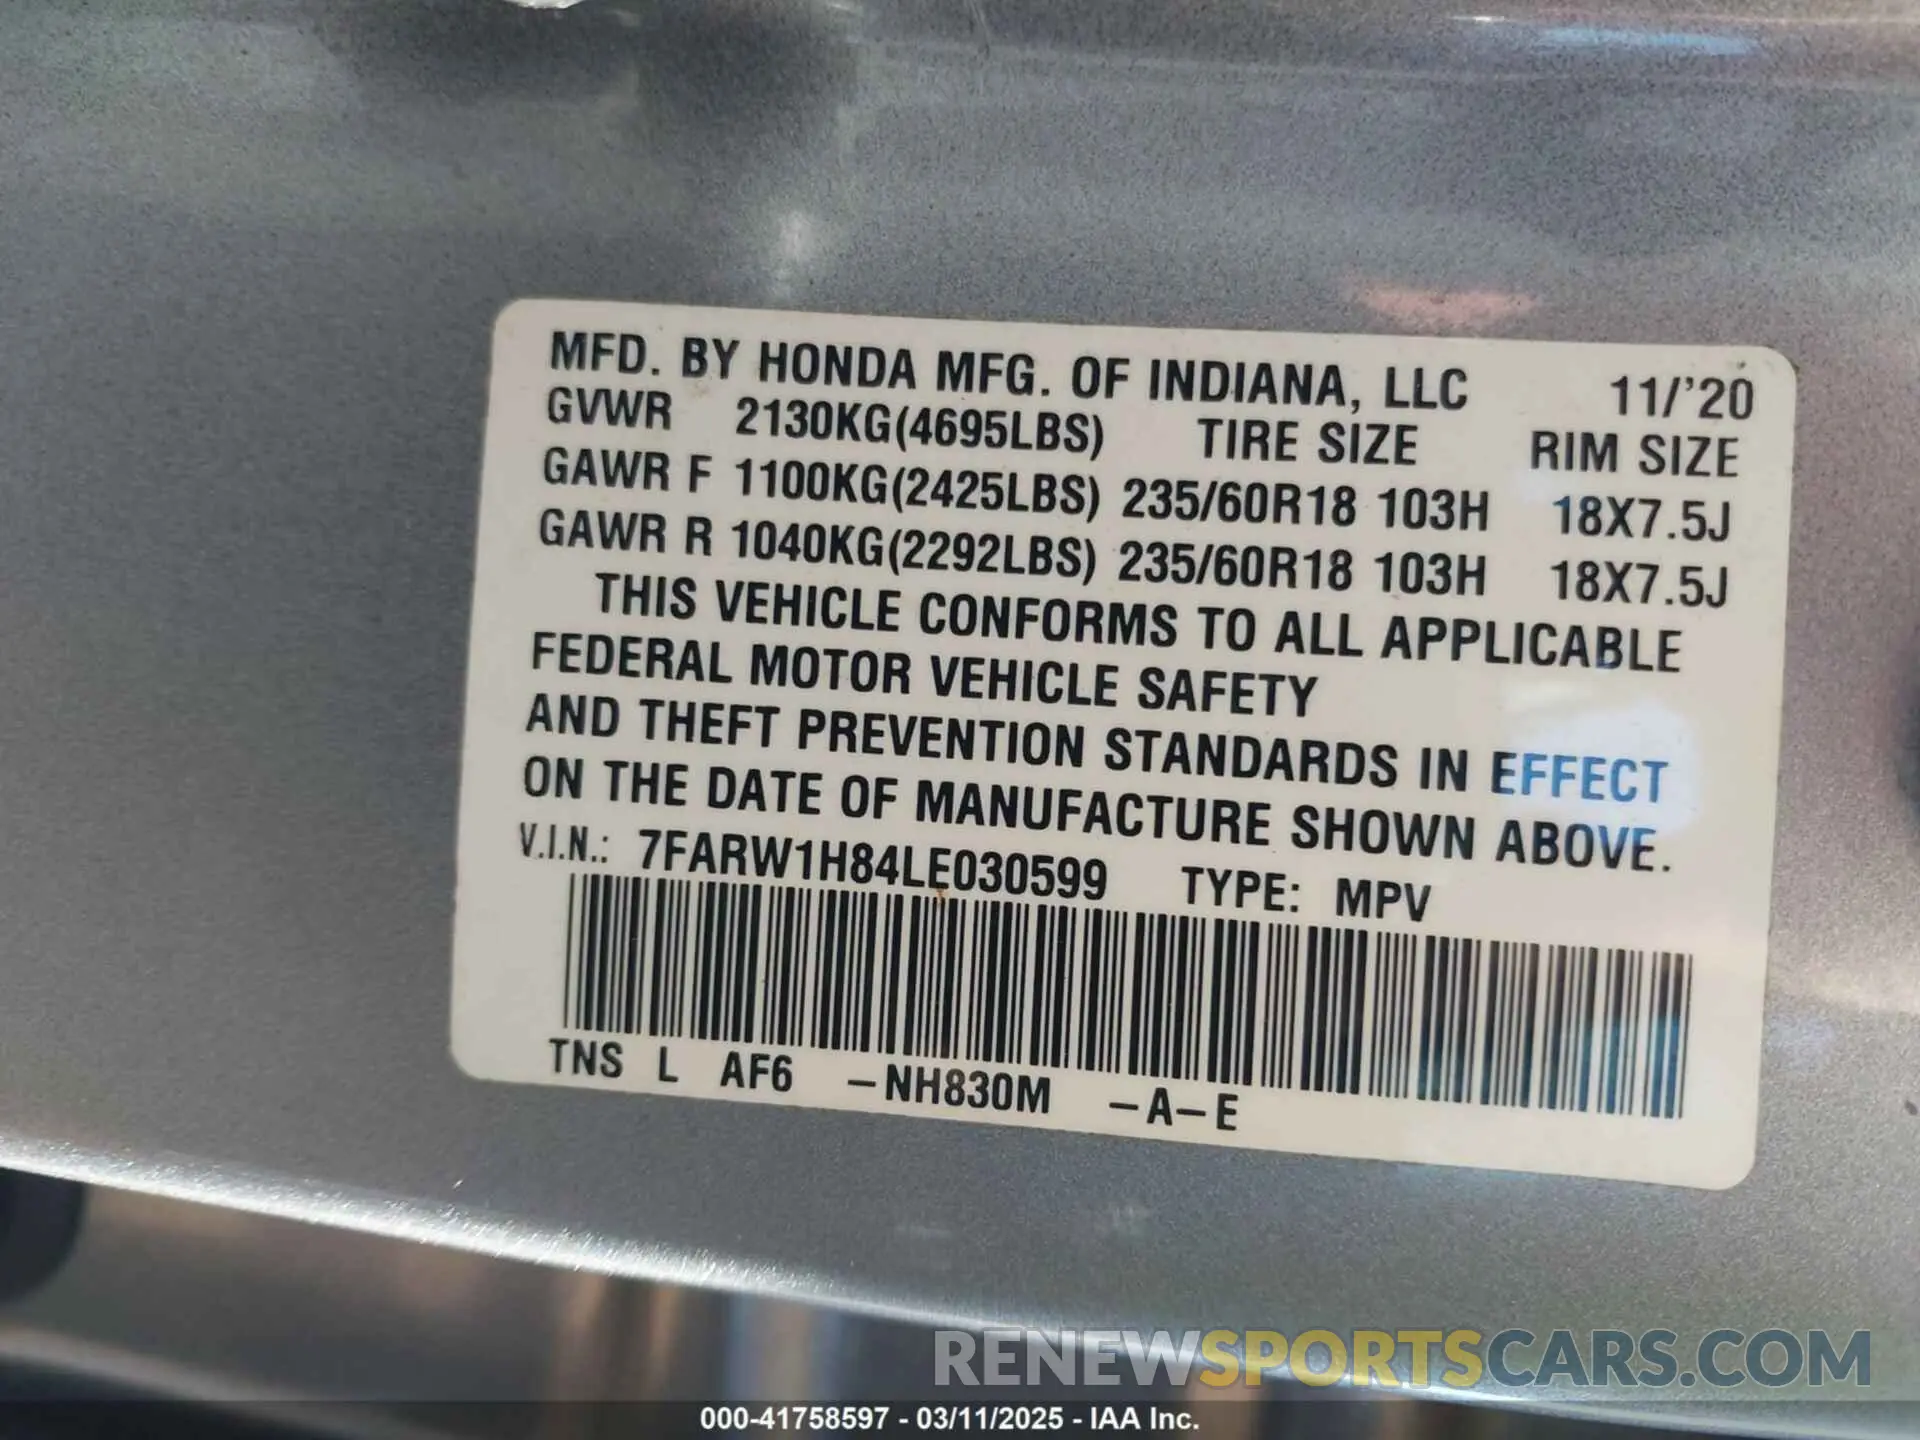 MFD. BY HONDA MFG. OF INDIANA, LLC 11/'20
GVWR 2130KG(4695LBS) TIRE SIZE RIM SIZE
GAWR F 1100KG(2425LBS) 235/60R18 103H 18X7.5J
GAWR R 1040KG(2292LBS) 235/60R18 103H 18X7.5J
THIS VEHICLE CONFORMS TO ALL APPLICABLE
FEDERAL MOTOR VEHICLE SAFETY
AND THEFT PREVENTION STANDARDS IN EFFECT
ON THE DATE OF MANUFACTURE SHOWN ABOVE.
V.I.N.: 7FARW1H84LE030599 TYPE: MPV
TNS L AF6 –NH830M –A–E
RENEWSPORTSCARS.COM
000-41758597 - 03/11/2025 - IAA Inc.